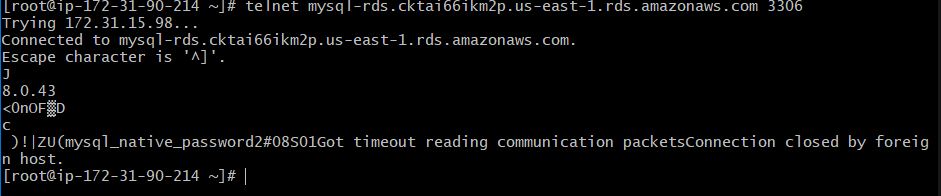 [root@ip-172-31-90-214 ~]# telnet mysql-rds.cktai66ikm2p.us-east-1.rds.amazonaws.com 3306
Trying 172.31.15.98...
Connected to mysql-rds.cktai66ikm2p.us-east-1.rds.amazonaws.com.
Escape character is '^]'.
J
8.0.43
<0nOF▒D
c
 )!|ZU(mysql_native_password2#08S01Got timeout reading communication packetsConnection closed by foreig
n host.
[root@ip-172-31-90-214 ~]#